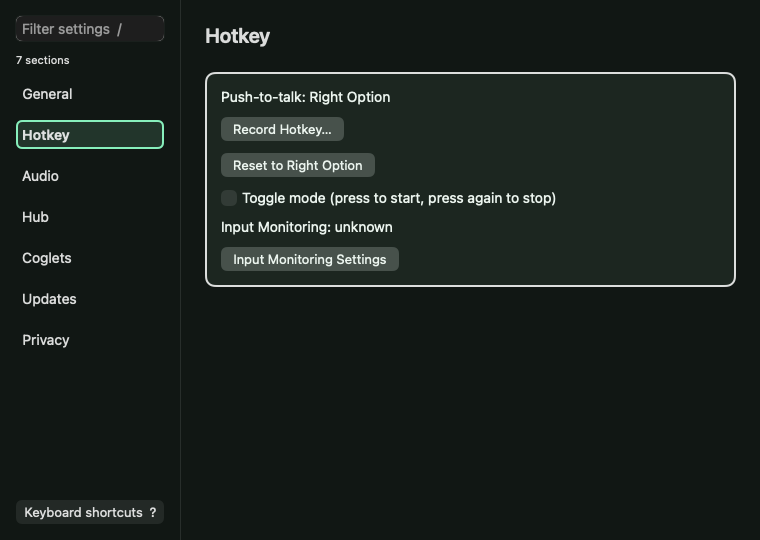 Filter settings /
7 sections
General
Hotkey
Audio
Hub
Coglets
Updates
Privacy
Keyboard shortcuts ?
Hotkey
Push-to-talk: Right Option
Record Hotkey...
Reset to Right Option
Toggle mode (press to start, press again to stop)
Input Monitoring: unknown
Input Monitoring Settings